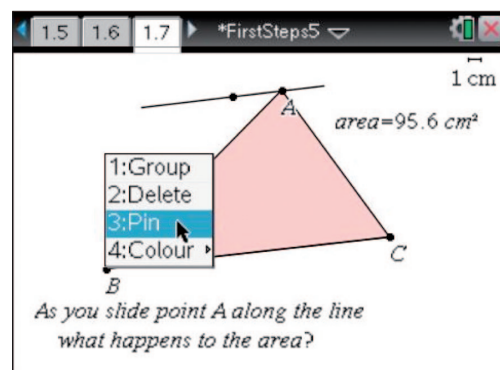 1.5 1.6 1.7 *FirstSteps5
1 cm
A
area=95.6 cm²
1:Group
2:Delete
3:Pin
4:Colour
C
B
As you slide point A along the line
what happens to the area?